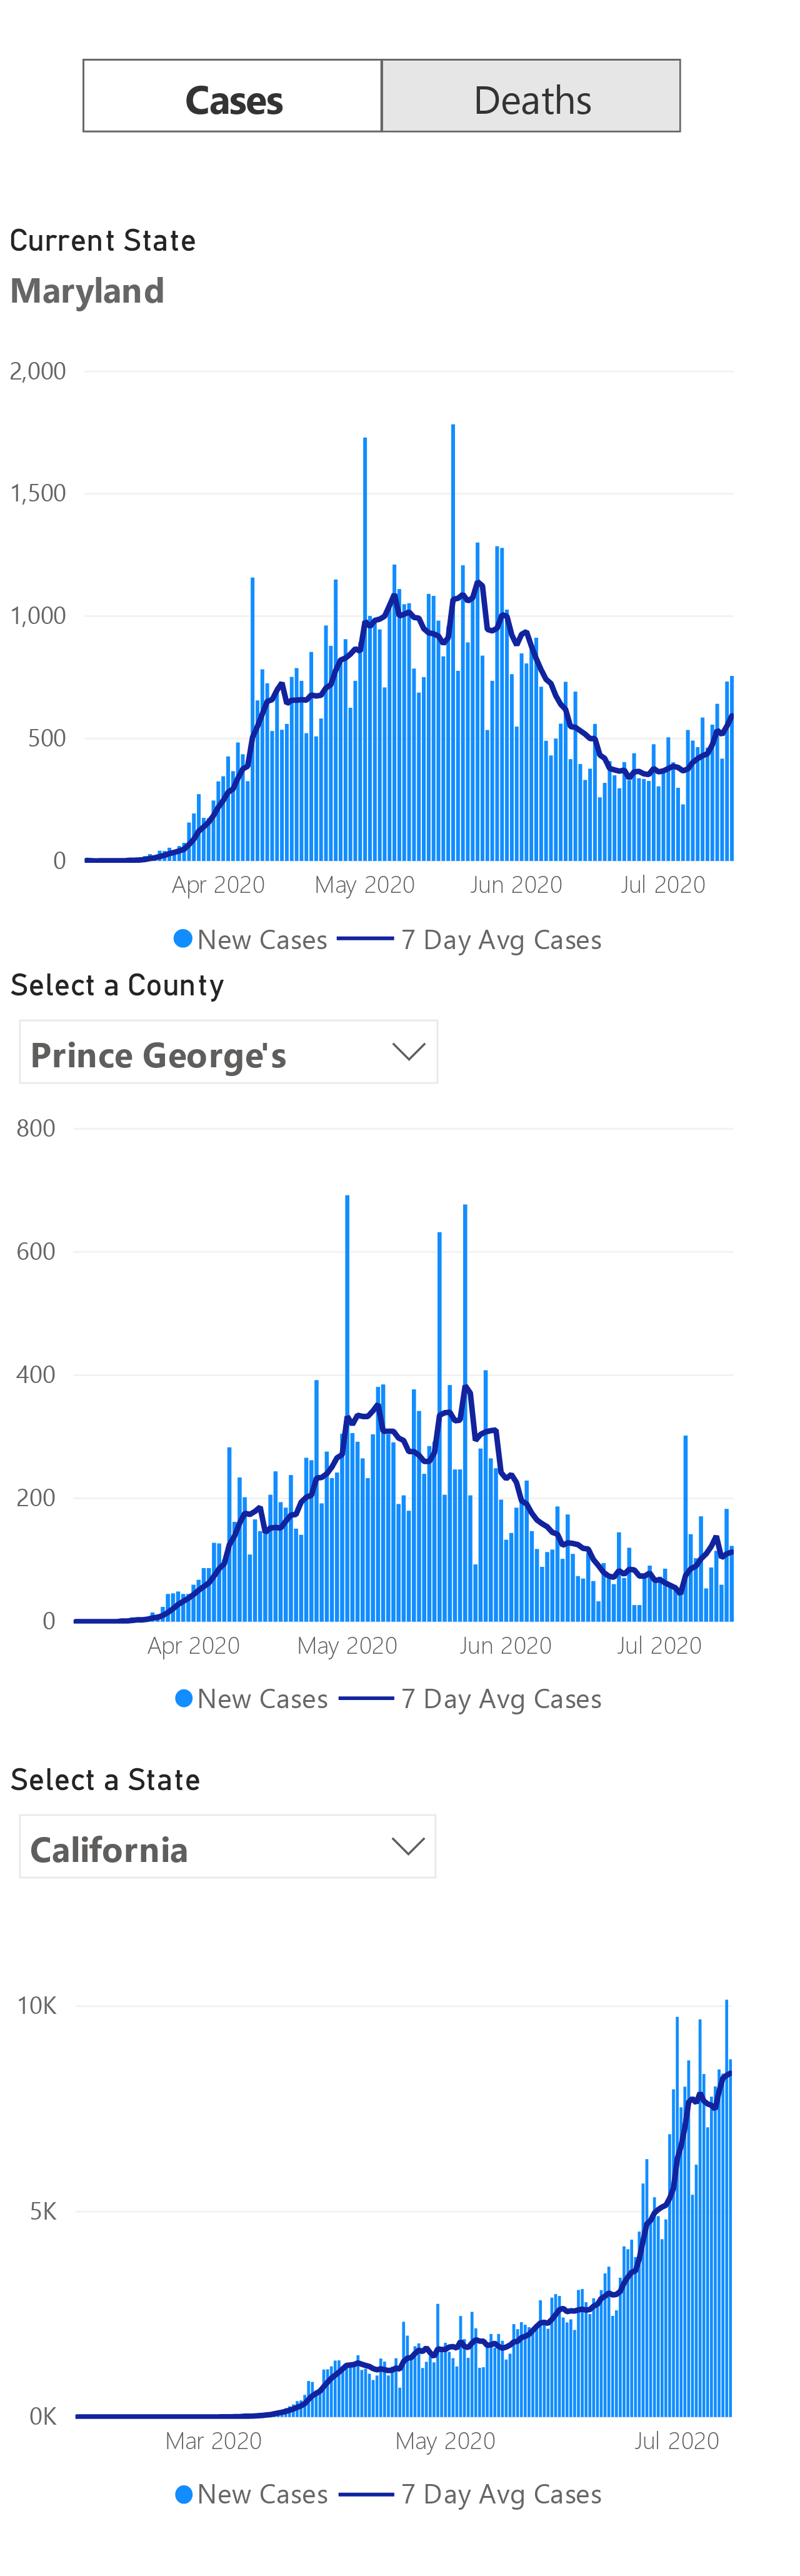 Cases Deaths
Current State
Maryland
2,000
1,500
1,000
500
0
Apr 2020 May 2020 Jun 2020 Jul 2020
New Cases 7 Day Avg Cases
Select a County
Prince George's
800
600
400
200
0
Apr 2020 May 2020 Jun 2020 Jul 2020
New Cases 7 Day Avg Cases
Select a State
California
10K
5K
0K
Mar 2020 May 2020 Jul 2020
New Cases 7 Day Avg Cases